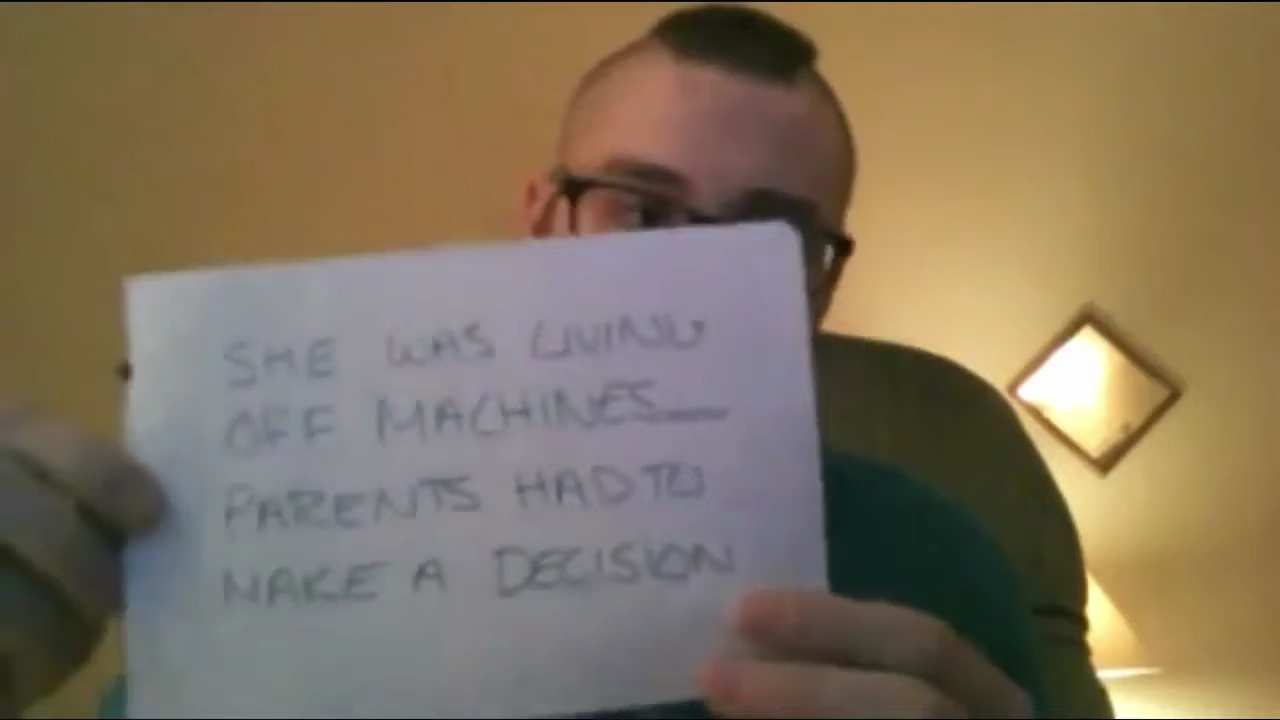 SHE WAS LIVING
OFF MACHINES
PARENTS HAD TO
MAKE A DECISION